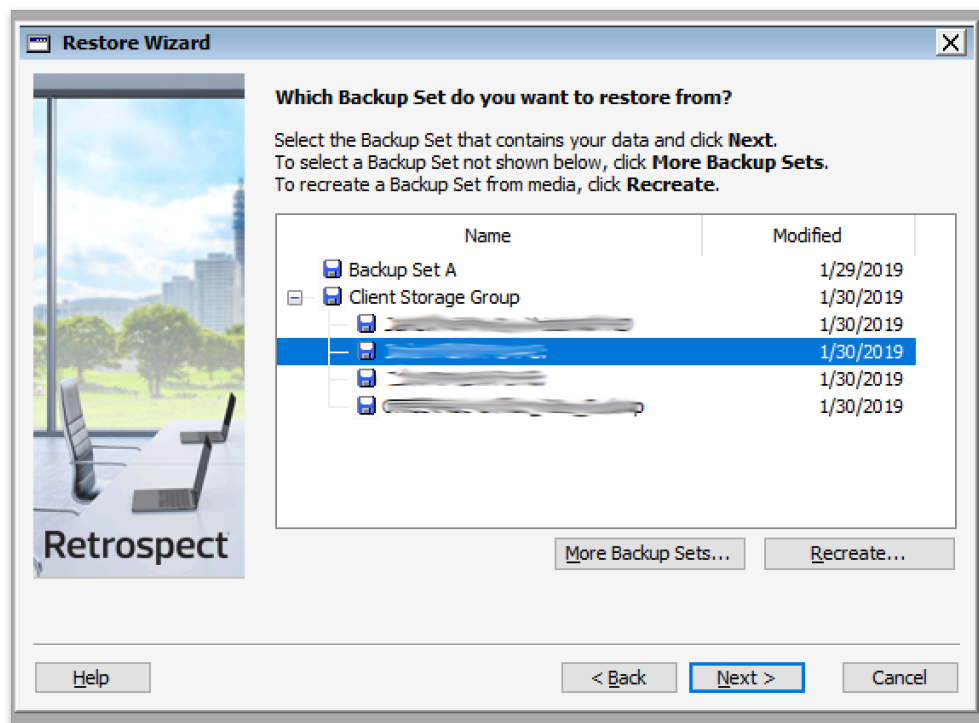 Restore Wizard
Which Backup Set do you want to restore from?
Select the Backup Set that contains your data and click Next.
To select a Backup Set not shown below, click More Backup Sets.
To recreate a Backup Set from media, click Recreate.
Name Modified
Backup Set A 1/29/2019
Client Storage Group 1/30/2019
1/30/2019
1/30/2019
1/30/2019
1/30/2019
Retrospect
More Backup Sets... Recreate...
Help < Back Next > Cancel